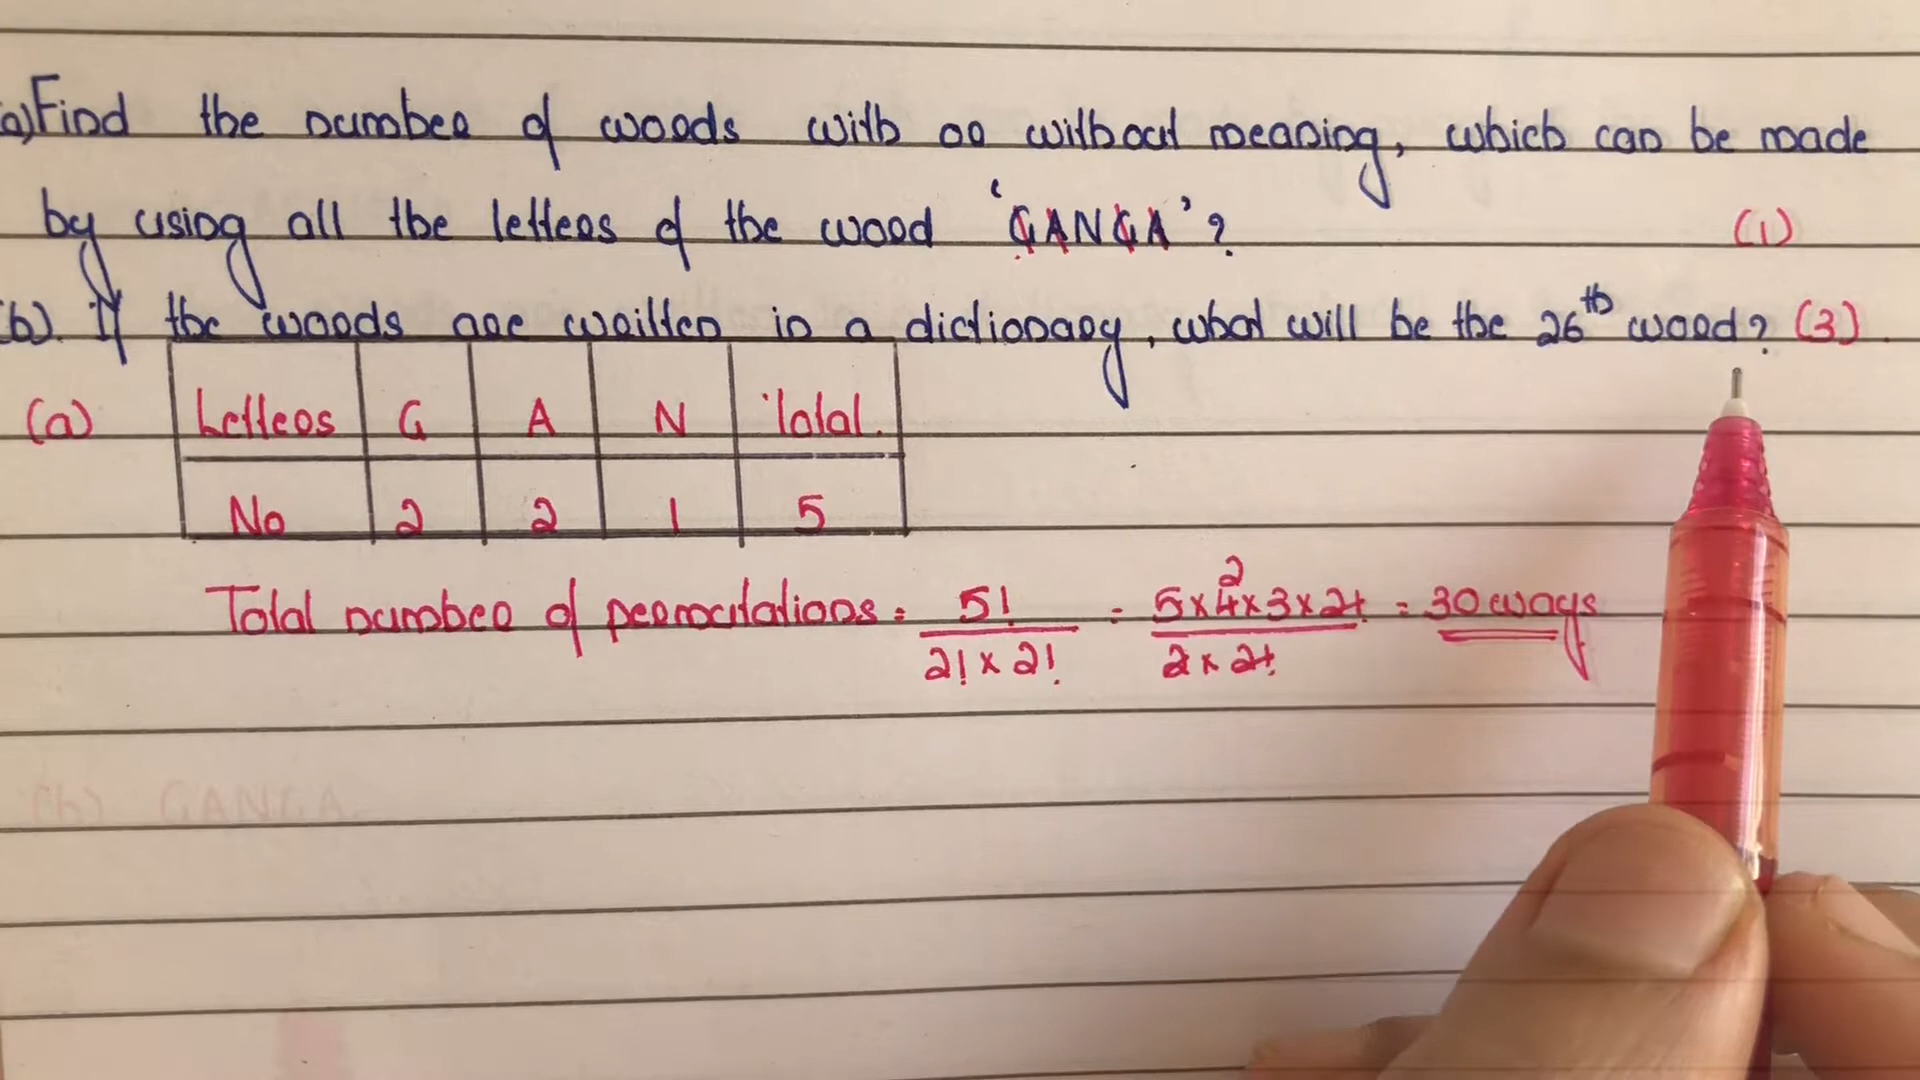 a) Find the number of words with or without meaning, which can be made
by using all the letters of the word 'GANGA'? (1)
b). If the words are written in a dictionary, what will be the 26th word? (3).
(a) Letters G A N Total.
No 2 2 1 5
Total number of permutations = 5! / 2! × 2! = 5×4×3×2! / 2 × 2! = 30 ways
2
(b) GANGA